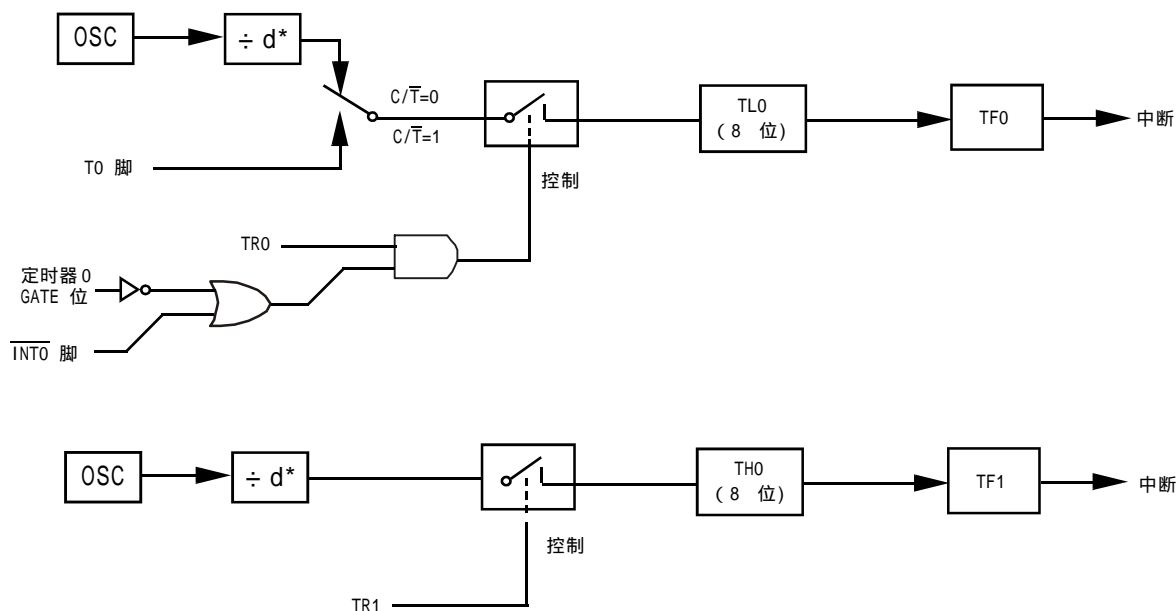 OSC
÷ d*
C/T̅=0
C/T̅=1
T0 脚
控制
TL0
(8 位)
TF0
中断
TR0
定时器0
GATE 位
I̅N̅T̅0̅ 脚
OSC
÷ d*
控制
TH0
(8 位)
TF1
中断
TR1